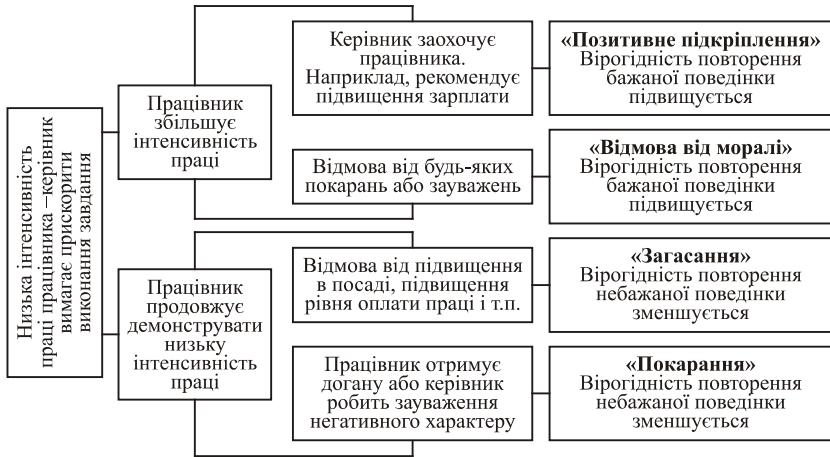 Низька інтенсивність
праці працівника –керівник
вимагає прискорити
виконання завдання
Працівник
збільшує
інтенсивність
праці
Працівник
продовжує
демонструвати
низьку
інтенсивність
праці
Керівник заохочує
працівника.
Наприклад, рекомендує
підвищення зарплати
«Позитивне підкріплення»
Вірогідність повторення
бажаної поведінки
підвищується
Відмова від будь-яких
покарань або зауважень
«Відмова від моралі»
Вірогідність повторення
бажаної поведінки
підвищується
Відмова від підвищення
в посаді, підвищення
рівня оплати праці і т.п.
«Загасання»
Вірогідність повторення
небажаної поведінки
зменшується
Працівник отримує
догану або керівник
робить зауваження
негативного характеру
«Покарання»
Вірогідність повторення
небажаної поведінки
зменшується